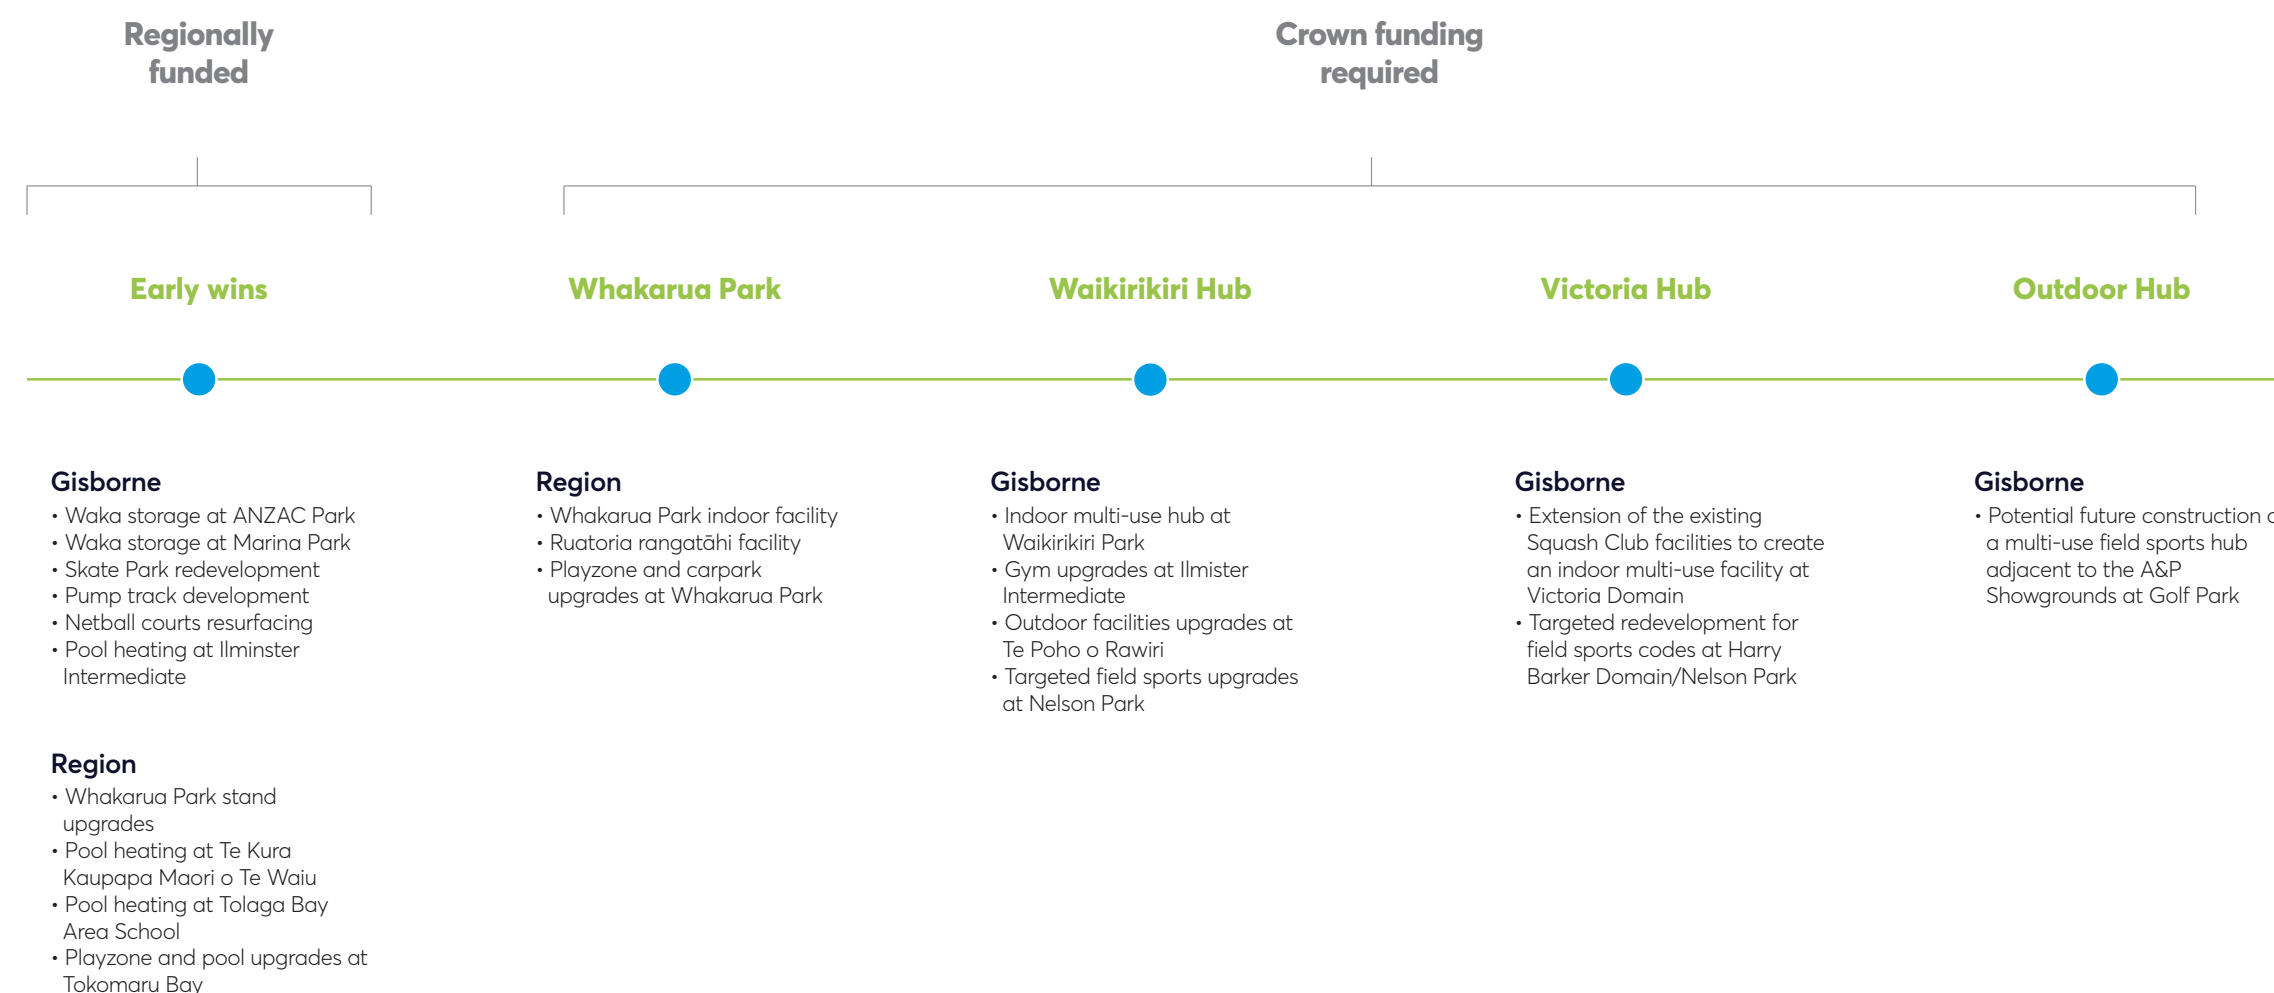 Regionally
funded
Crown funding
required
Early wins
Whakarua Park
Waikirikiri Hub
Victoria Hub
Outdoor Hub
Gisborne
• Waka storage at ANZAC Park
• Waka storage at Marina Park
• Skate Park redevelopment
• Pump track development
• Netball courts resurfacing
• Pool heating at Ilminster
Intermediate
Region
• Whakarua Park stand
upgrades
• Pool heating at Te Kura
Kaupapa Maori o Te Waiu
• Pool heating at Tolaga Bay
Area School
• Playzone and pool upgrades at
Tokomaru Bay
Region
• Whakarua Park indoor facility
• Ruatoria rangatāhi facility
• Playzone and carpark
upgrades at Whakarua Park
Gisborne
• Indoor multi-use hub at
Waikirikiri Park
• Gym upgrades at Ilmister
Intermediate
• Outdoor facilities upgrades at
Te Poho o Rawiri
• Targeted field sports upgrades
at Nelson Park
Gisborne
• Extension of the existing
Squash Club facilities to create
an indoor multi-use facility at
Victoria Domain
• Targeted redevelopment for
field sports codes at Harry
Barker Domain/Nelson Park
Gisborne
• Potential future construction
a multi-use field sports hub
adjacent to the A&P
Showgrounds at Golf Park